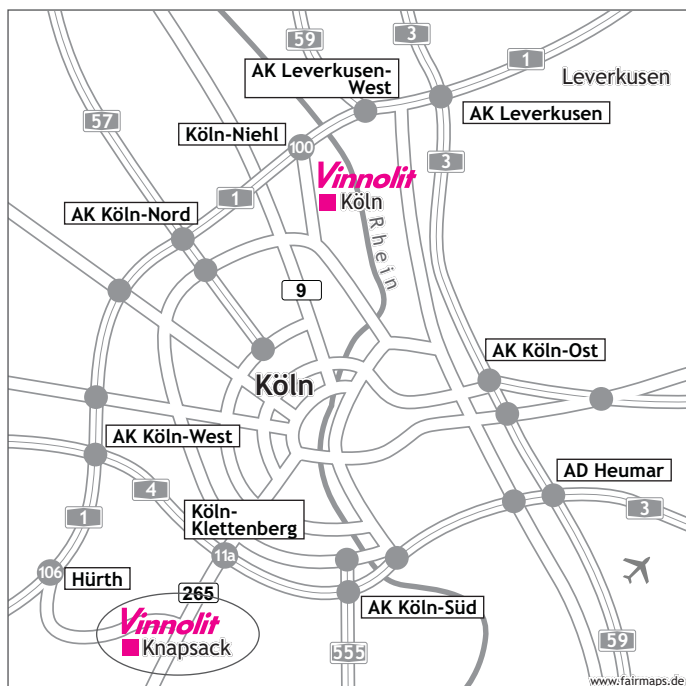 59
3
1
AK Leverkusen-
West
Leverkusen
57
AK Leverkusen
Köln-Niehl
100
3
Vinnolit
Köln
1
AK Köln-Nord
Rhein
9
AK Köln-Ost
Köln
AK Köln-West
AD Heumar
4
Köln-
Klettenberg
3
1
11a
106
Hürth
265
AK Köln-Süd
Vinnolit
Knapsack
555
59
www.fairmaps.de